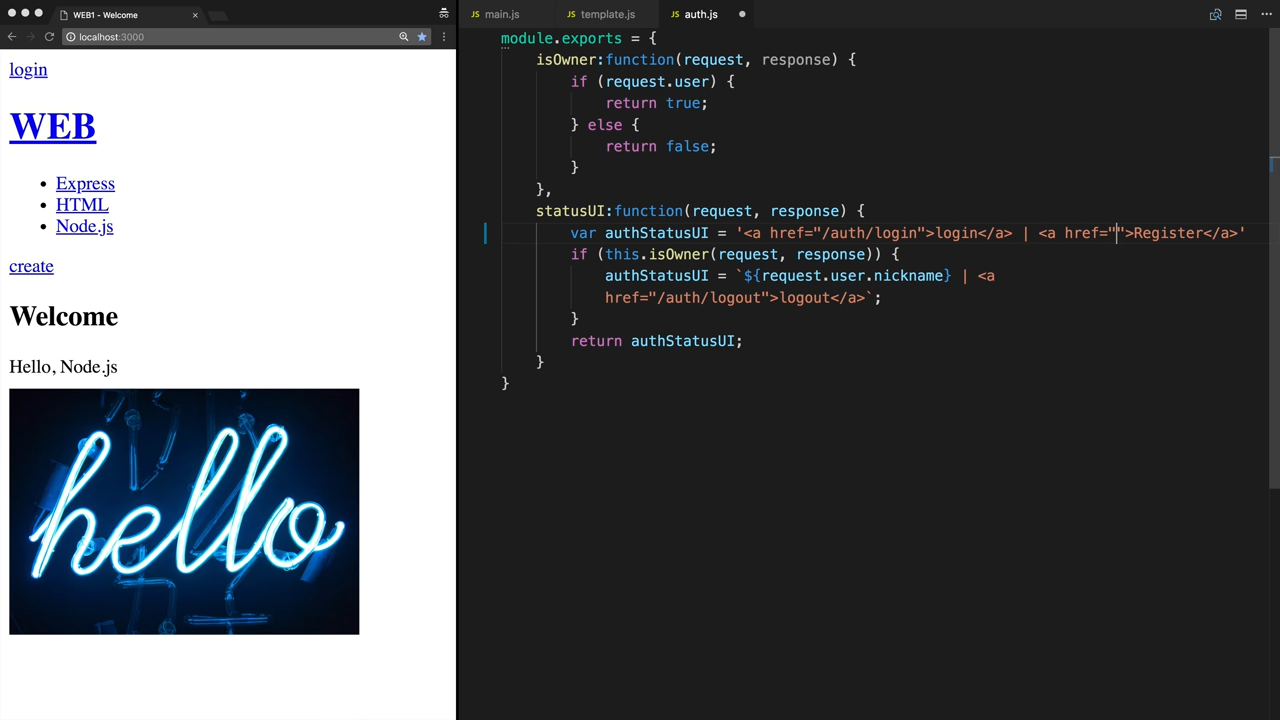 WEB1 - Welcome
localhost:3000
login
WEB
Express
HTML
Node.js
create
Welcome
Hello, Node.js
hello
JS main.js
JS template.js
JS auth.js
module.exports = {
isOwner:function(request, response) {
if (request.user) {
return true;
} else {
return false;
}
},
statusUI:function(request, response) {
var authStatusUI = '<a href="/auth/login">login</a> | <a href="">Register</a>'
if (this.isOwner(request, response)) {
authStatusUI = `${request.user.nickname} | <a
href="/auth/logout">logout</a>`;
}
return authStatusUI;
}
}